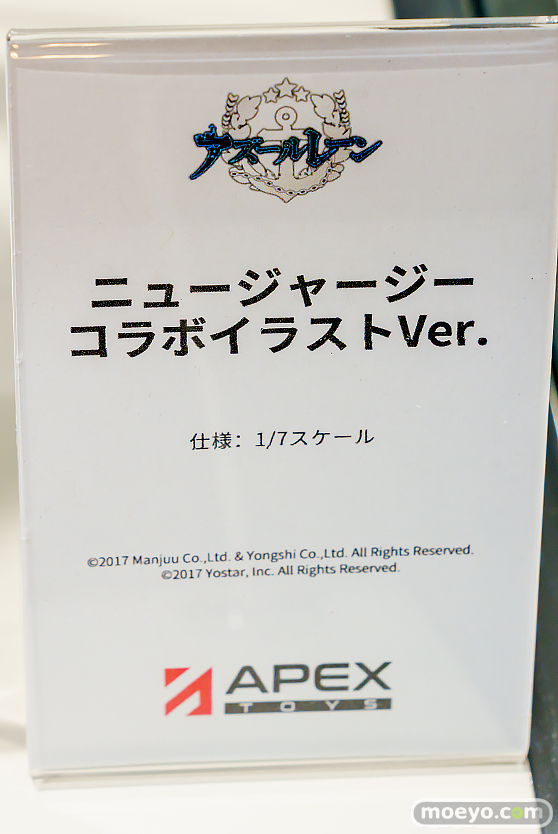 アズールレーン
ニュージャージー
コラボイラストVer.
仕様：1/7スケール
©2017 Manjuu Co.,Ltd. & Yongshi Co.,Ltd. All Rights Reserved.
©2017 Yostar, Inc. All Rights Reserved.
APEX
TOYS
moeyo.com